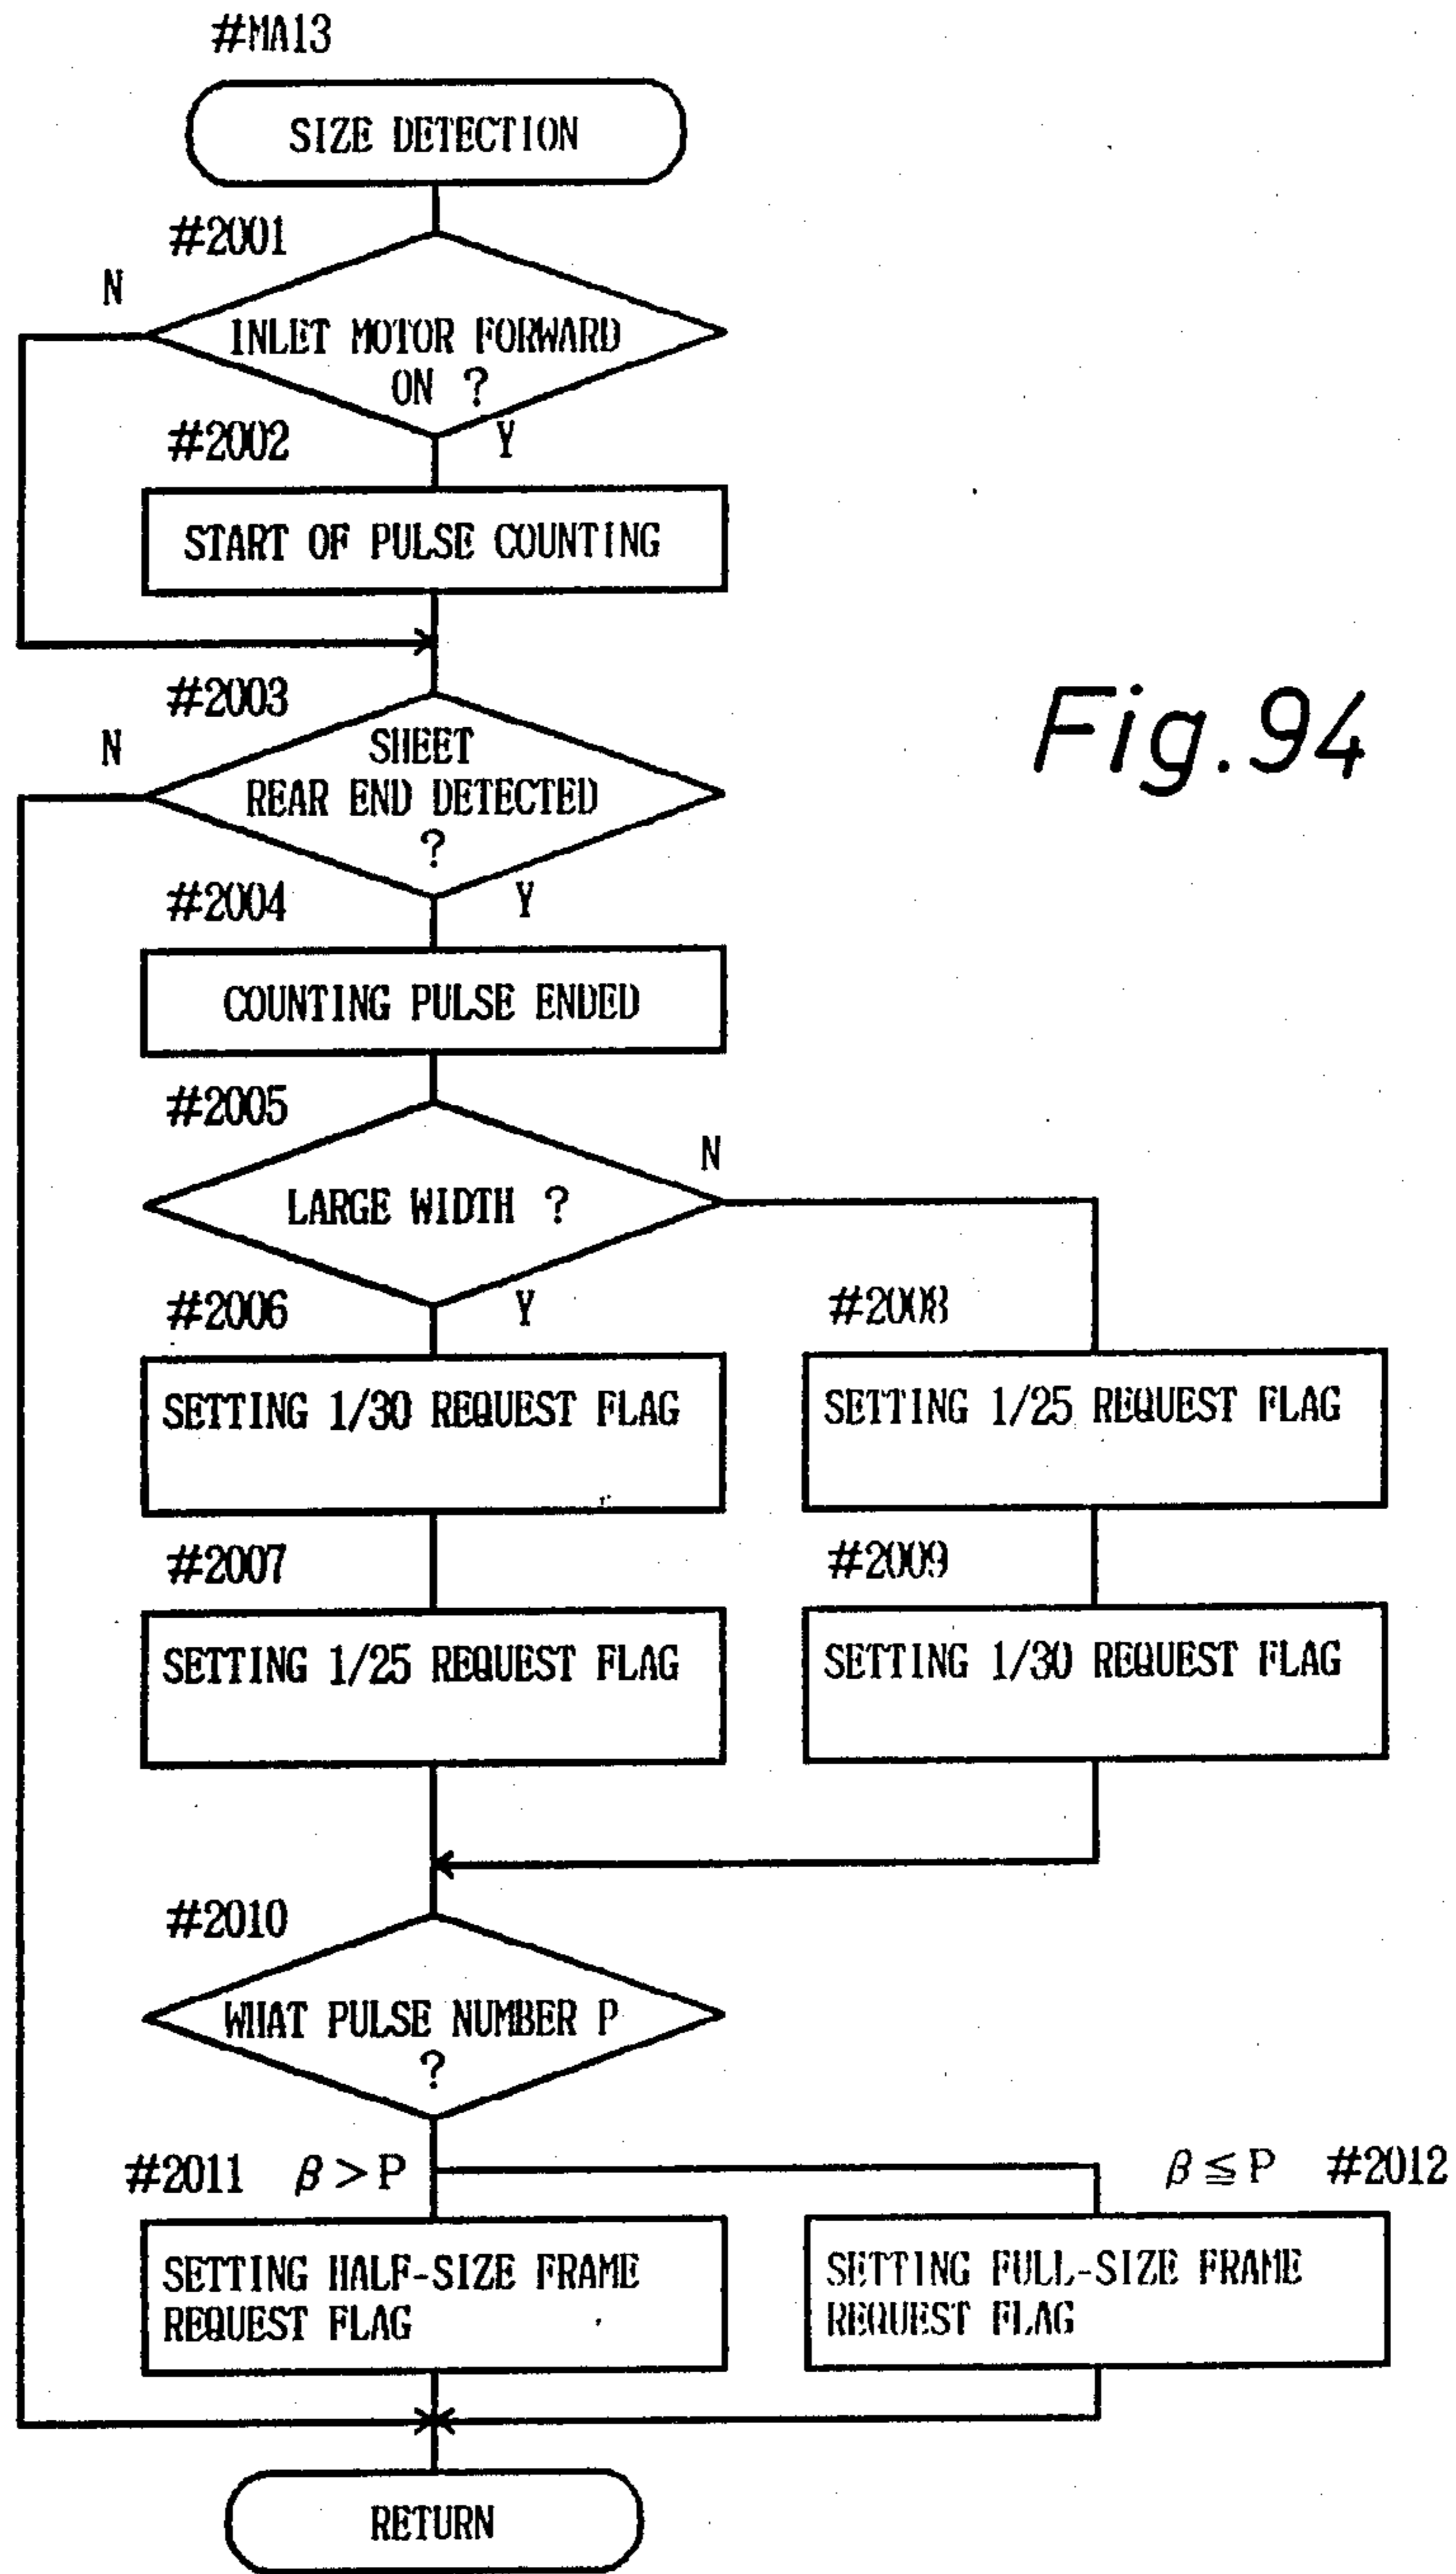 #MA13
SIZE DETECTION
#2001
N
INLET MOTOR FORWARD
ON ?
#2002
Y
START OF PULSE COUNTING
#2003
N
SHEET
REAR END DETECTED
?
Fig.94
#2004
Y
COUNTING PULSE ENDED
#2005
N
LARGE WIDTH ?
#2006
Y
#2008
SETTING 1/30 REQUEST FLAG
SETTING 1/25 REQUEST FLAG
#2007
#2009
SETTING 1/25 REQUEST FLAG
SETTING 1/30 REQUEST FLAG
#2010
WHAT PULSE NUMBER P
?
#2011 β > P
β ≦ P #2012
SETTING HALF-SIZE FRAME
REQUEST FLAG
SETTING FULL-SIZE FRAME
REQUEST FLAG
RETURN